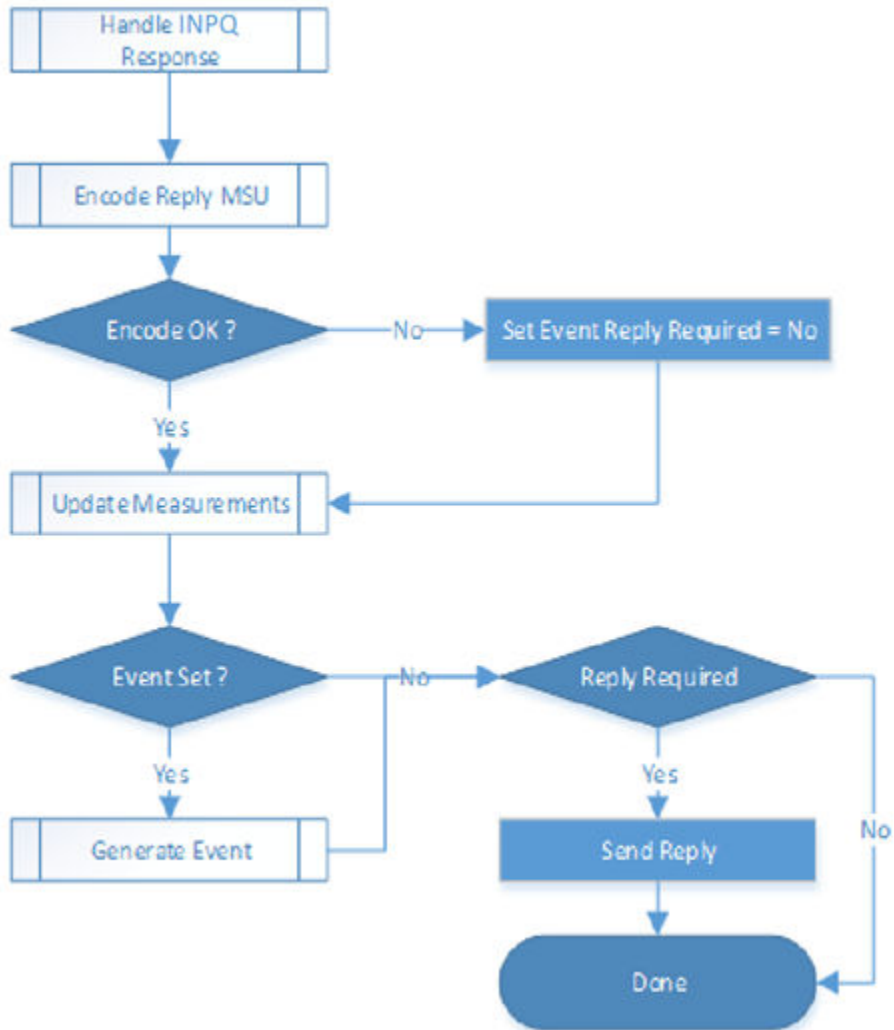 Handle INPQ
Response
Encode Reply MSU
Encode OK ?
No
Set Event Reply Required = No
Yes
Update Measurements
Event Set ?
No
Reply Required
Yes
Yes
No
Generate Event
Send Reply
Done